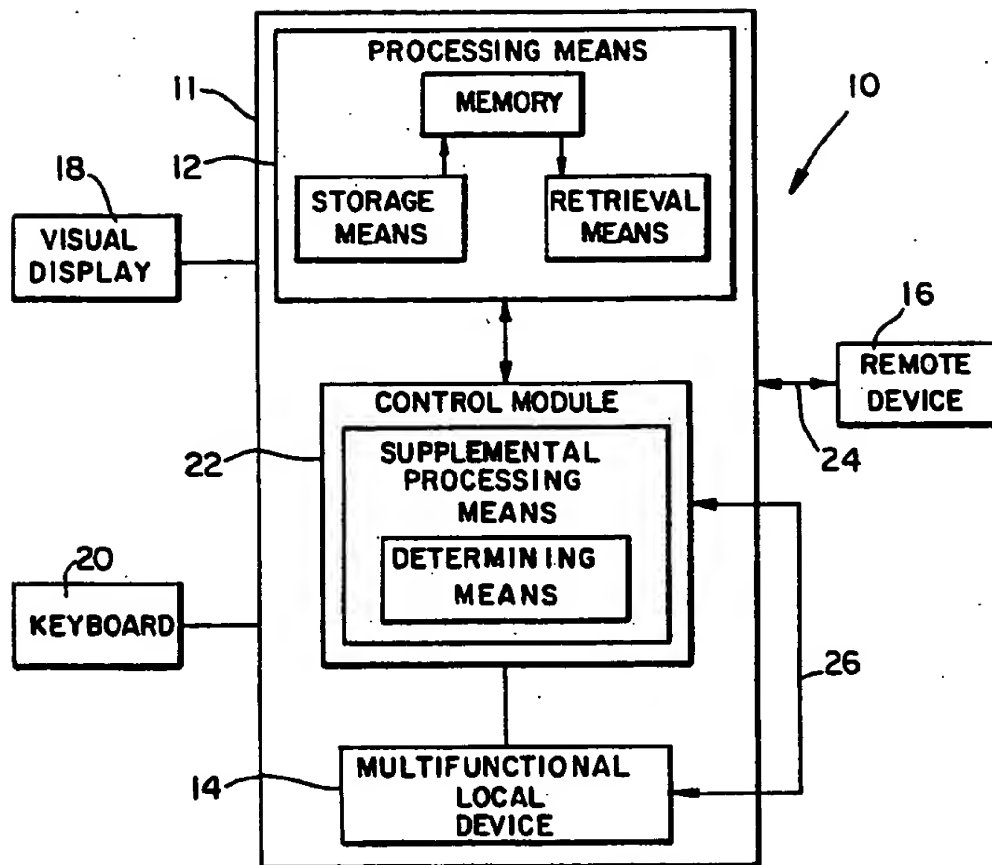 PROCESSING MEANS
MEMORY
STORAGE
MEANS
RETRIEVAL
MEANS
10
11
12
18
VISUAL
DISPLAY
16
REMOTE
DEVICE
24
CONTROL MODULE
22
SUPPLEMENTAL
PROCESSING
MEANS
DETERMINING
MEANS
20
KEYBOARD
26
14
MULTIFUNCTIONAL
LOCAL
DEVICE